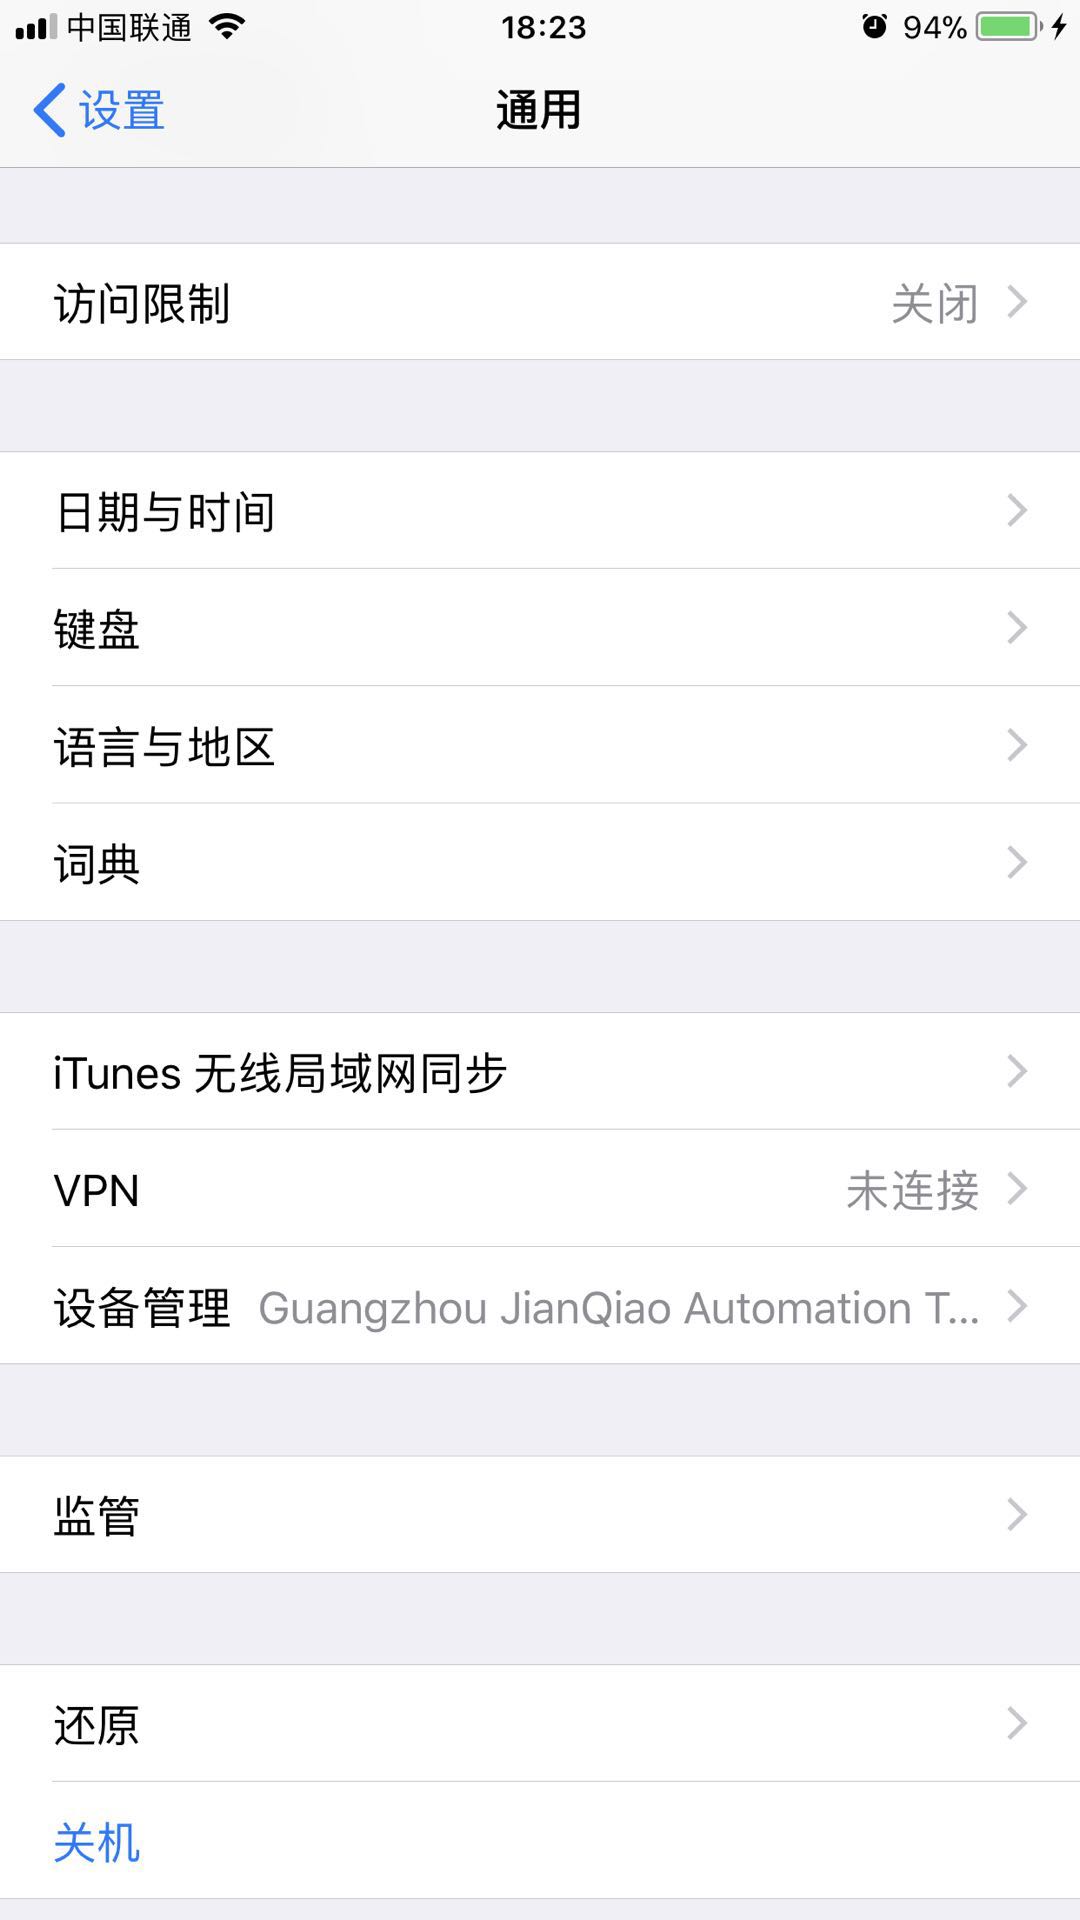 中国联通 18:23 94%
设置 通用
访问限制 关闭
日期与时间
键盘
语言与地区
词典
iTunes 无线局域网同步
VPN 未连接
设备管理 Guangzhou JianQiao Automation T...
监管
还原
关机